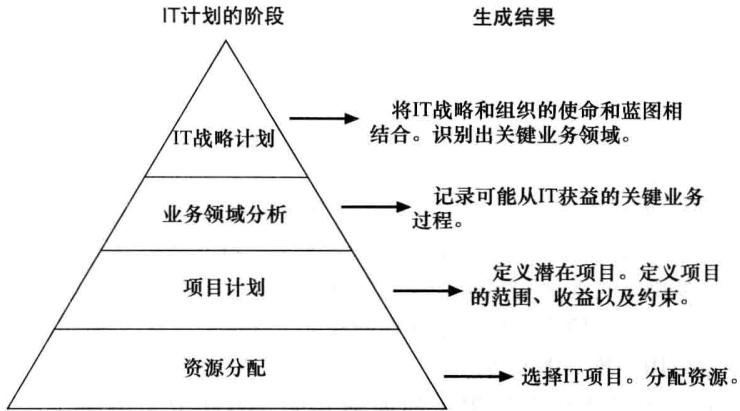 IT计划的阶段
生成结果
IT战略计划
将IT战略和组织的使命和蓝图相
结合。识别出关键业务领域。
业务领域分析
记录可能从IT获益的关键业务
过程。
项目计划
定义潜在项目。定义项目
的范围、收益以及约束。
资源分配
选择IT项目。分配资源。